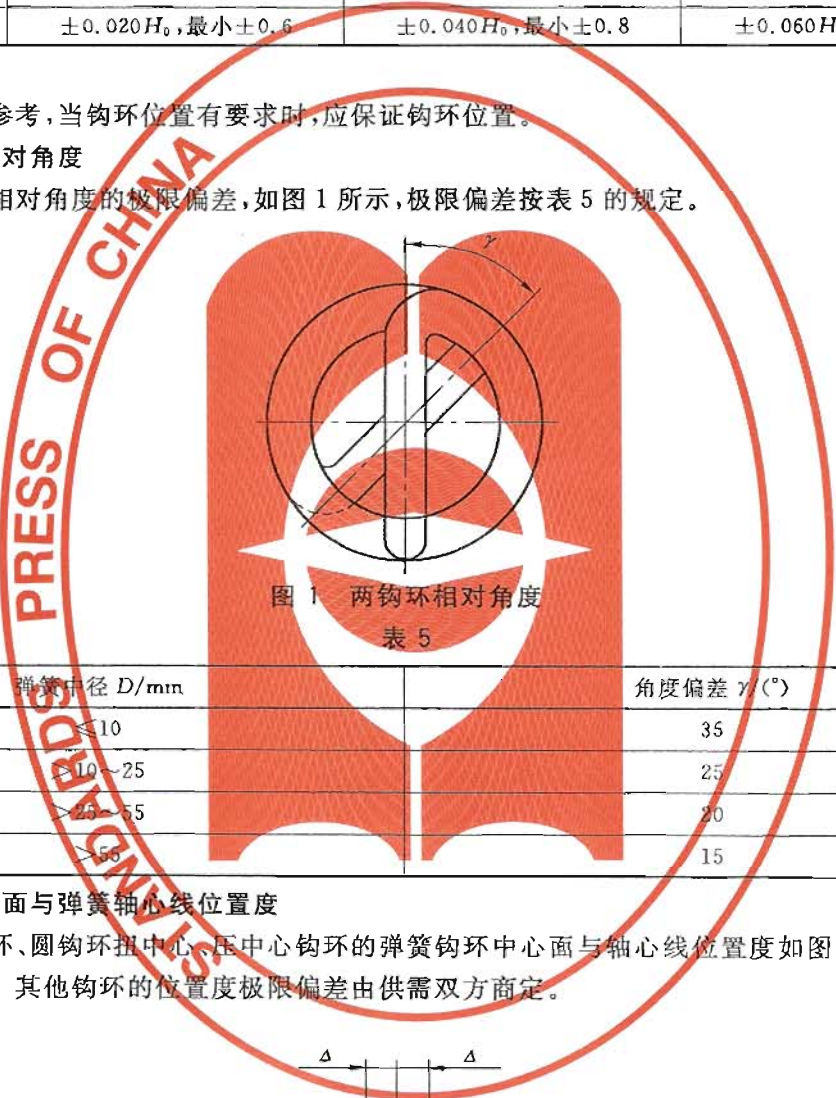 ±0.020H₀,最小±0.6 ±0.040H₀,最小±0.8 ±0.060H
参考,当钩环位置有要求时,应保证钩环位置。
对角度
相对角度的极限偏差,如图1所示,极限偏差按表5的规定。
γ
图 1 两钩环相对角度
表 5
弹簧中径 D/mm 角度偏差 γ/(°)
≤10 35
>10~25 25
>25~55 20
>55 15
面与弹簧轴心线位置度
环、圆钩环扭中心、压中心钩环的弹簧钩环中心面与轴心线位置度如图
其他钩环的位置度极限偏差由供需双方商定。
Δ Δ
STANDARDS PRESS OF CHINA